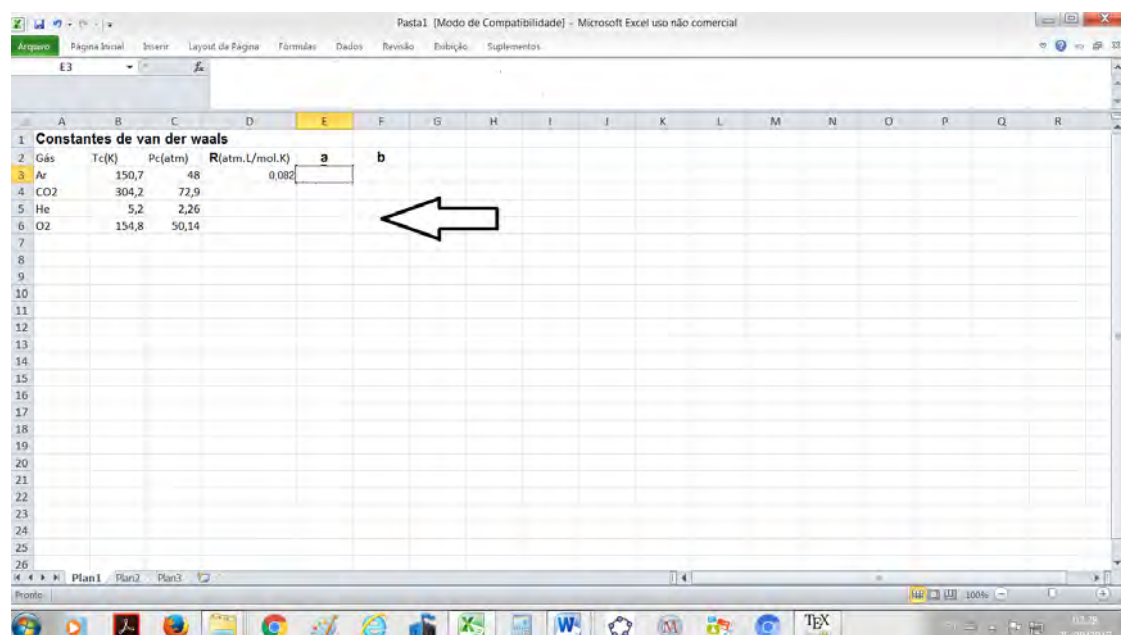 Pasta1 [Modo de Compatibilidade] - Microsoft Excel uso não comercial
Arquivo Página Inicial Inserir Layout da Página Fórmulas Dados Revisão Exibição Suplementos
E3 fx
A B C D E F G H I J K L M N O P Q R
1 Constantes de van der waals
2 Gás Tc(K) Pc(atm) R(atm.L/mol.K) a b
3 Ar 150,7 48 0,082
4 CO2 304,2 72,9
5 He 5,2 2,26
6 O2 154,8 50,14
7
8
9
10
11
12
13
14
15
16
17
18
19
20
21
22
23
24
25
26
Plan1 Plan2 Plan3
Pronto 100%
W TEX